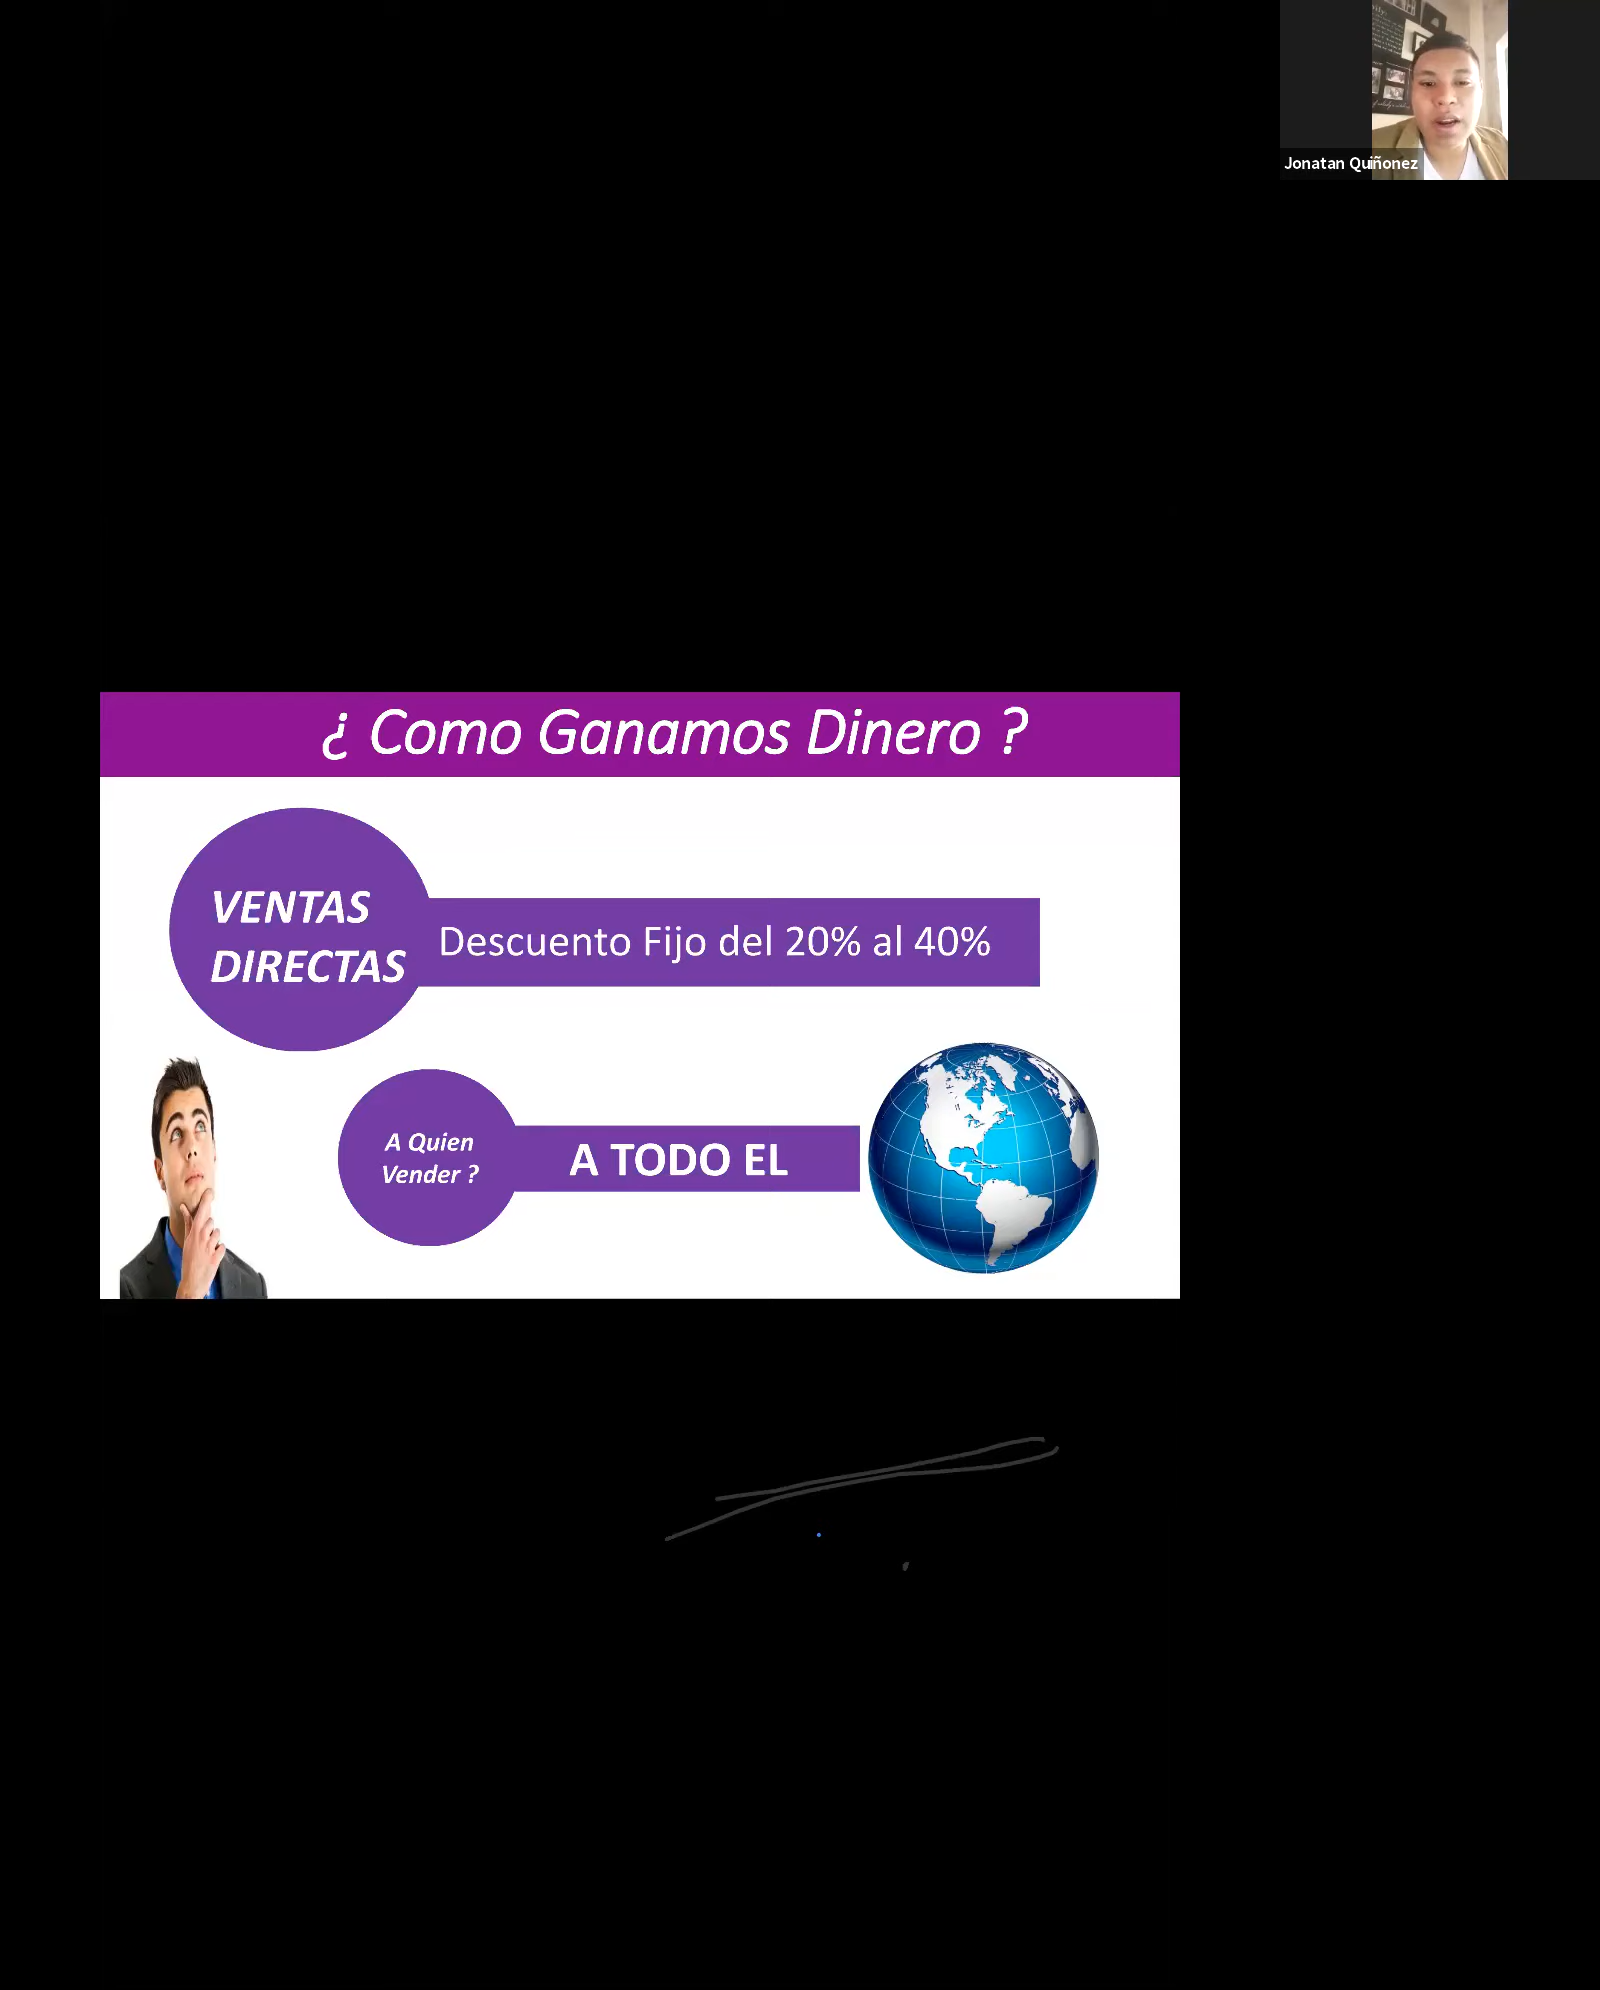 Jonatan Quiñonez
¿ Como Ganamos Dinero ?
VENTAS
DIRECTAS
Descuento Fijo del 20% al 40%
A Quien
Vender ?
A TODO EL